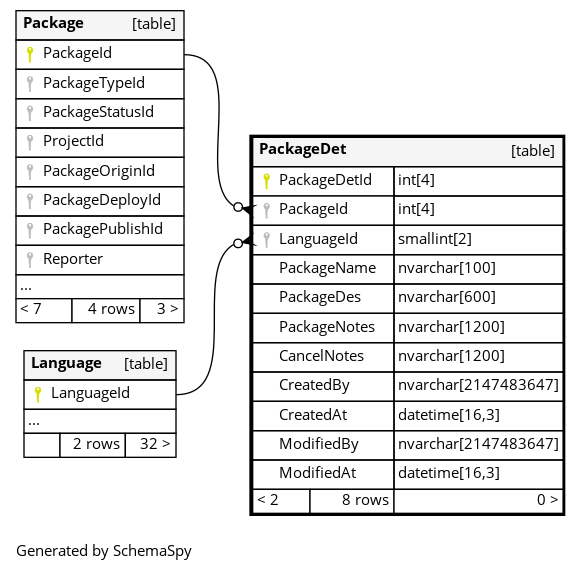 Package [table]
PackageId
PackageTypeId
PackageStatusId
ProjectId
PackageOriginId
PackageDeployId
PackagePublishId
Reporter
...
< 7 4 rows 3 >
Language [table]
LanguageId
...
2 rows 32 >
PackageDet [table]
PackageDetId int[4]
PackageId int[4]
LanguageId smallint[2]
PackageName nvarchar[100]
PackageDes nvarchar[600]
PackageNotes nvarchar[1200]
CancelNotes nvarchar[1200]
CreatedBy nvarchar[2147483647]
CreatedAt datetime[16,3]
ModifiedBy nvarchar[2147483647]
ModifiedAt datetime[16,3]
< 2 8 rows 0 >
Generated by SchemaSpy